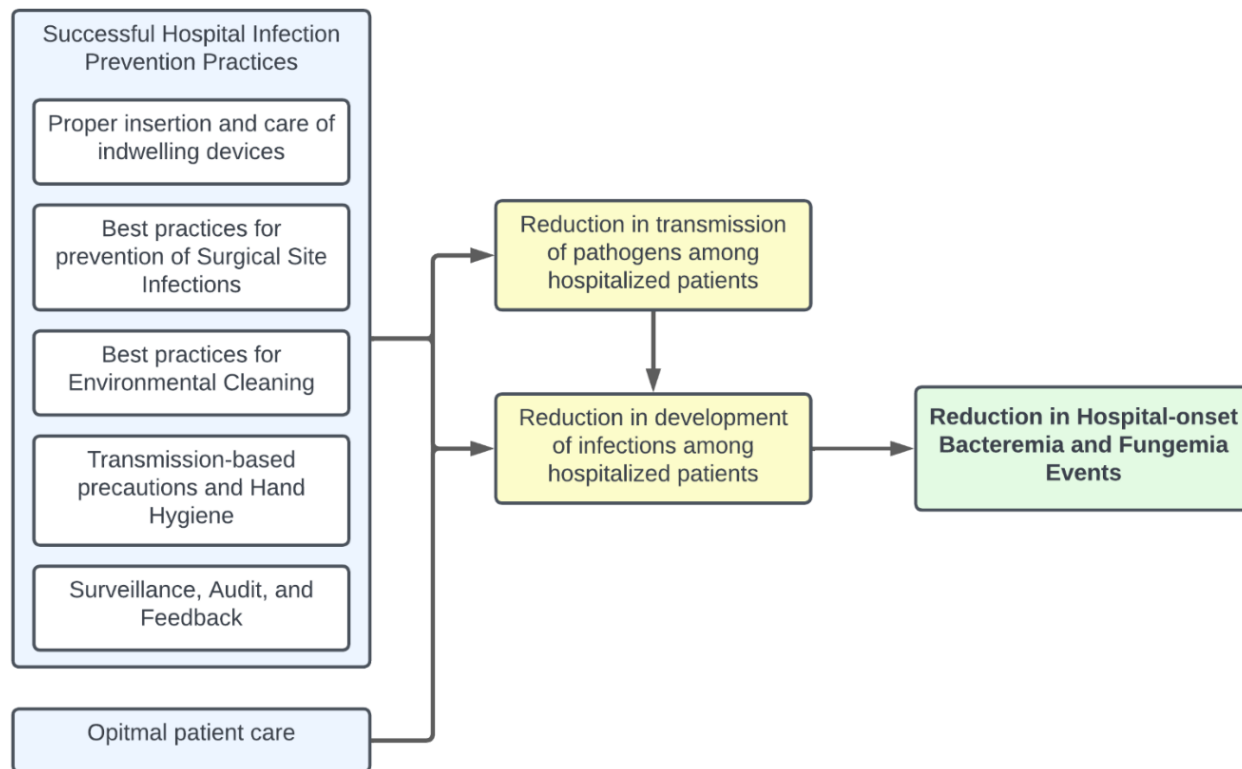 Successful Hospital Infection
Prevention Practices
Proper insertion and care of
indwelling devices
Best practices for
prevention of Surgical Site
Infections
Best practices for
Environmental Cleaning
Transmission-based
precautions and Hand
Hygiene
Surveillance, Audit, and
Feedback
Opitmal patient care
Reduction in transmission
of pathogens among
hospitalized patients
Reduction in development
of infections among
hospitalized patients
Reduction in Hospital-onset
Bacteremia and Fungemia
Events